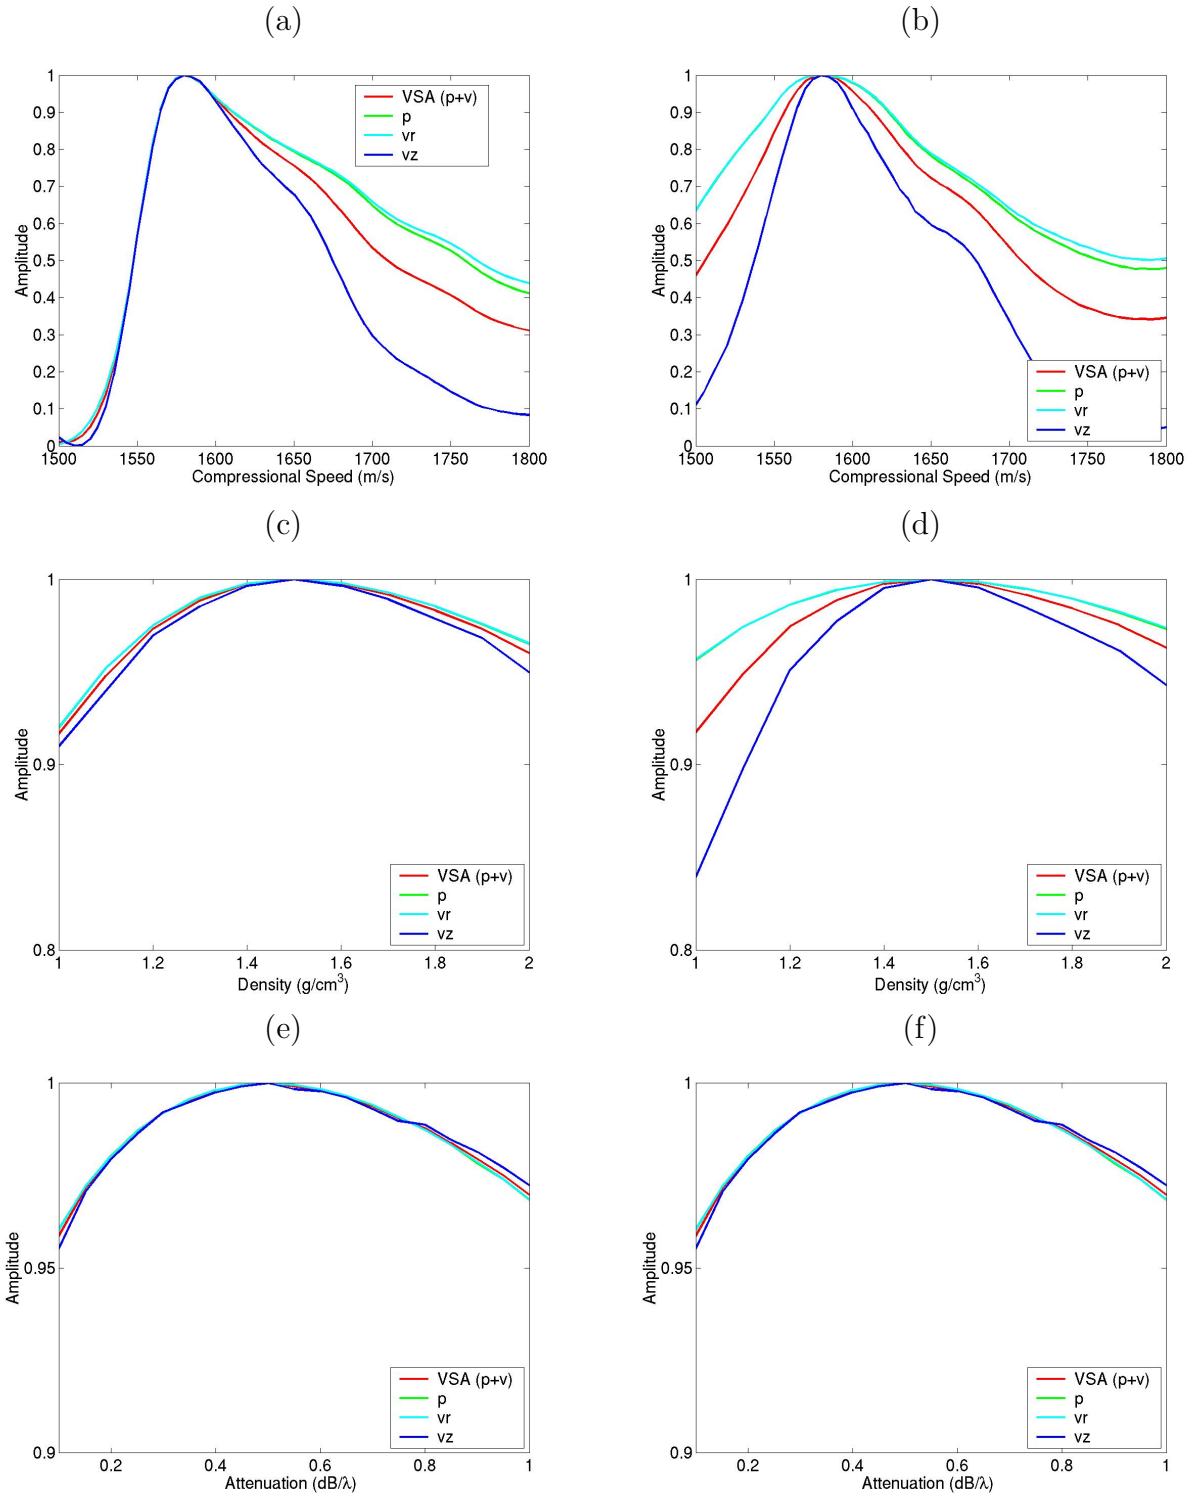 (a)
1
0.9
0.8
0.7
0.6
0.5
0.4
0.3
0.2
0.1
0
Amplitude
VSA (p+v)
p
vr
vz
1500 1550 1600 1650 1700 1750 1800
Compressional Speed (m/s)
(b)
1
0.9
0.8
0.7
0.6
0.5
0.4
0.3
0.2
0.1
0
Amplitude
VSA (p+v)
p
vr
vz
1500 1550 1600 1650 1700 1750 1800
Compressional Speed (m/s)
(c)
1
0.9
0.8
Amplitude
VSA (p+v)
p
vr
vz
1 1.2 1.4 1.6 1.8 2
Density (g/cm³)
(d)
1
0.9
0.8
Amplitude
VSA (p+v)
p
vr
vz
1 1.2 1.4 1.6 1.8 2
Density (g/cm³)
(e)
1
0.95
0.9
Amplitude
VSA (p+v)
p
vr
vz
0.2 0.4 0.6 0.8 1
Attenuation (dB/λ)
(f)
1
0.95
0.9
Amplitude
VSA (p+v)
p
vr
vz
0.2 0.4 0.6 0.8 1
Attenuation (dB/λ)